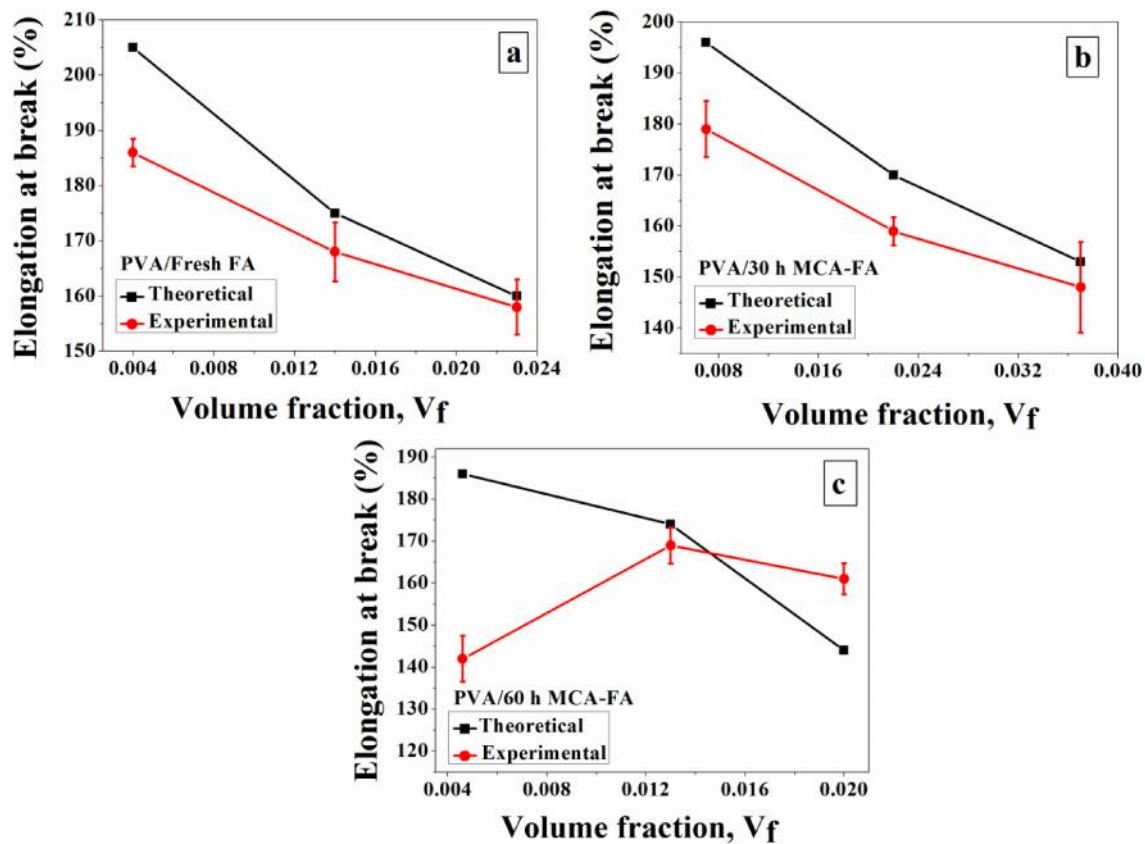 a
Elongation at break (%)
210
200
190
180
170
160
150
PVA/Fresh FA
Theoretical
Experimental
0.004
0.008
0.012
0.016
0.020
0.024
Volume fraction, Vf
b
Elongation at break (%)
200
190
180
170
160
150
140
PVA/30 h MCA-FA
Theoretical
Experimental
0.008
0.016
0.024
0.032
0.040
Volume fraction, Vf
c
Elongation at break (%)
190
180
170
160
150
140
130
120
PVA/60 h MCA-FA
Theoretical
Experimental
0.004
0.008
0.012
0.016
0.020
Volume fraction, Vf